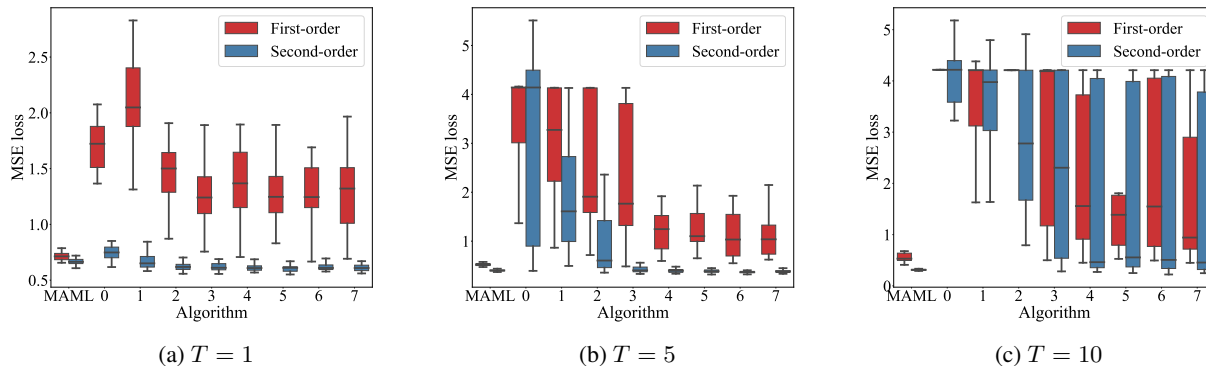 MSE loss
2.5
2.0
1.5
1.0
0.5
First-order
Second-order
MAML 0 1 2 3 4 5 6 7
Algorithm
(a) T = 1
MSE loss
5
4
3
2
1
First-order
Second-order
MAML 0 1 2 3 4 5 6 7
Algorithm
(b) T = 5
MSE loss
5
4
3
2
1
0
First-order
Second-order
MAML 0 1 2 3 4 5 6 7
Algorithm
(c) T = 10